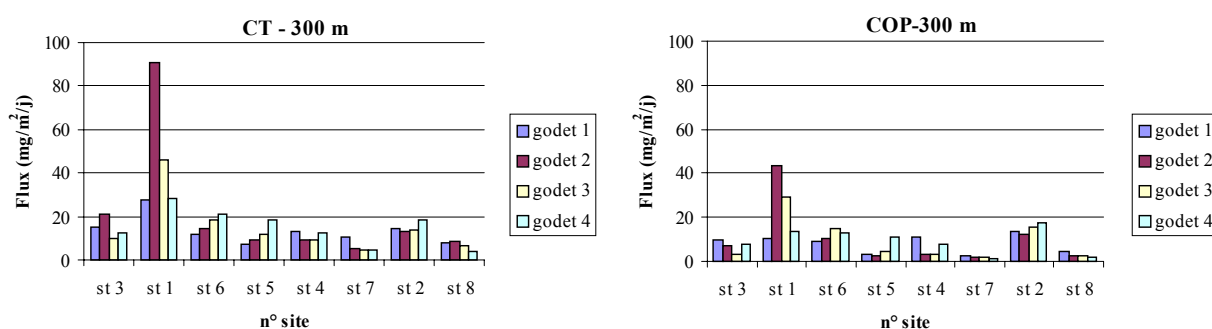 CT - 300 m
100
80
60
40
20
0
Flux (mg/m²/j)
st 3 st 1 st 6 st 5 st 4 st 7 st 2 st 8
n° site
godet 1
godet 2
godet 3
godet 4
COP-300 m
100
80
60
40
20
0
Flux (mg/m²/j)
st 3 st 1 st 6 st 5 st 4 st 7 st 2 st 8
n° site
godet 1
godet 2
godet 3
godet 4